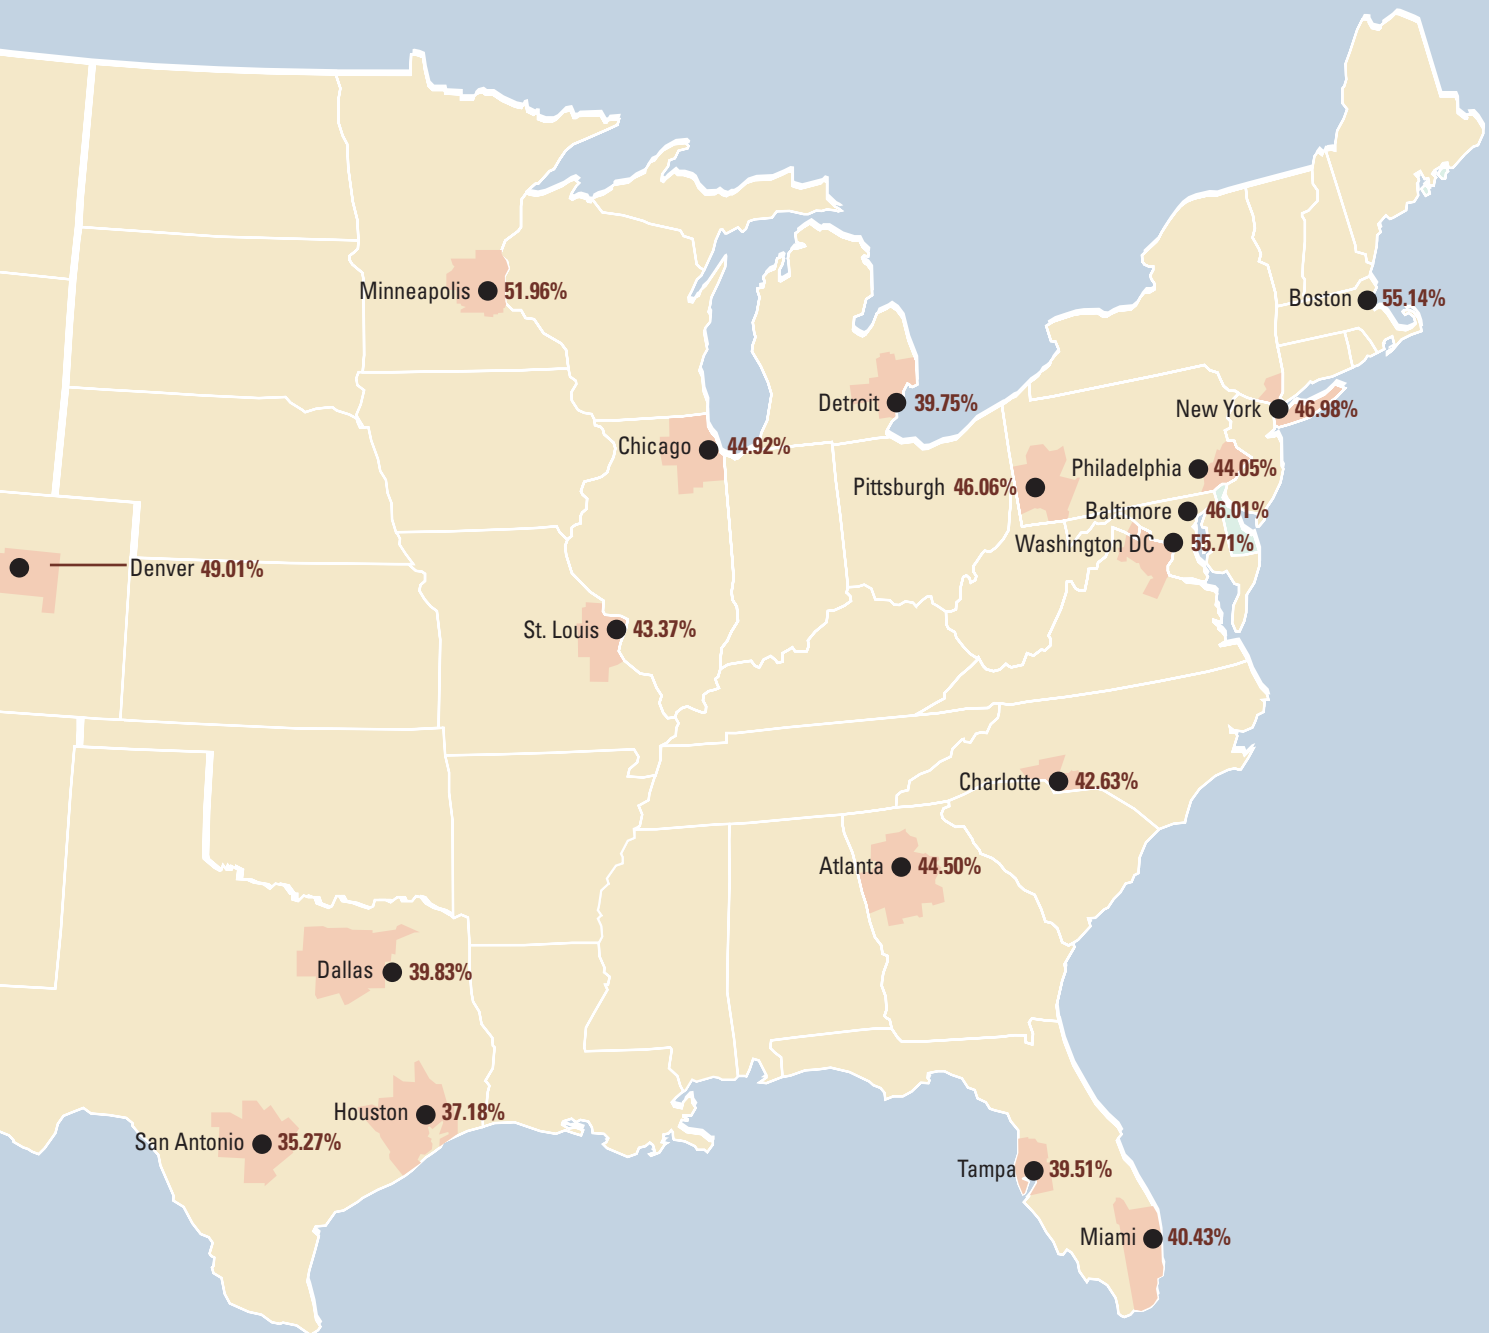 Minneapolis 51.96%
Boston 55.14%
Detroit 39.75%
New York 46.98%
Chicago 44.92%
Philadelphia 44.05%
Pittsburgh 46.06%
Baltimore 46.01%
Washington DC 55.71%
Denver 49.01%
St. Louis 43.37%
Charlotte 42.63%
Atlanta 44.50%
Dallas 39.83%
Houston 37.18%
San Antonio 35.27%
Tampa 39.51%
Miami 40.43%